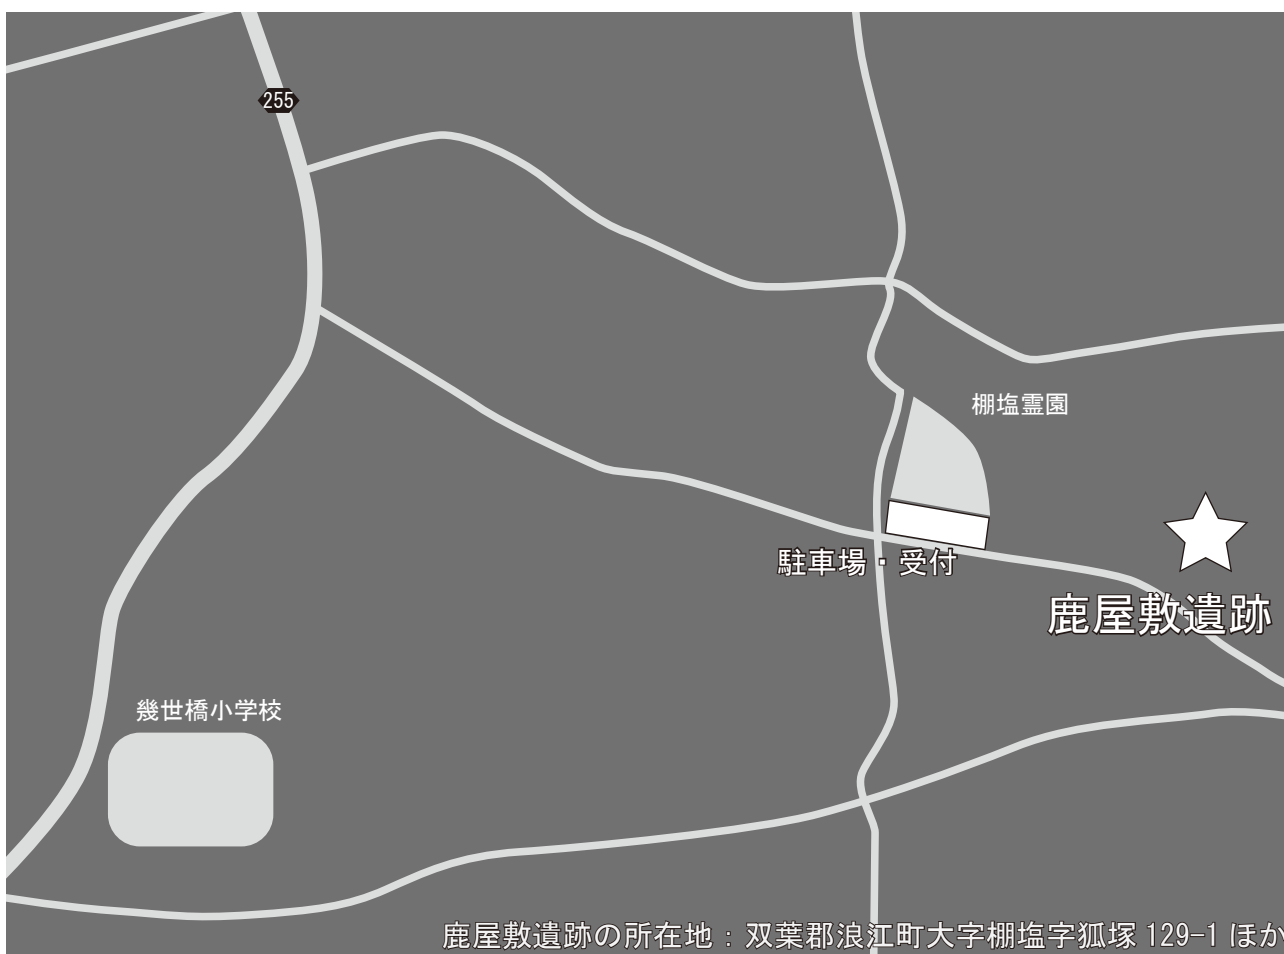 255
棚塩霊園
駐車場・受付
鹿屋敷遺跡
幾世橋小学校
鹿屋敷遺跡の所在地：双葉郡浪江町大字棚塩字狐塚 129-1 ほか